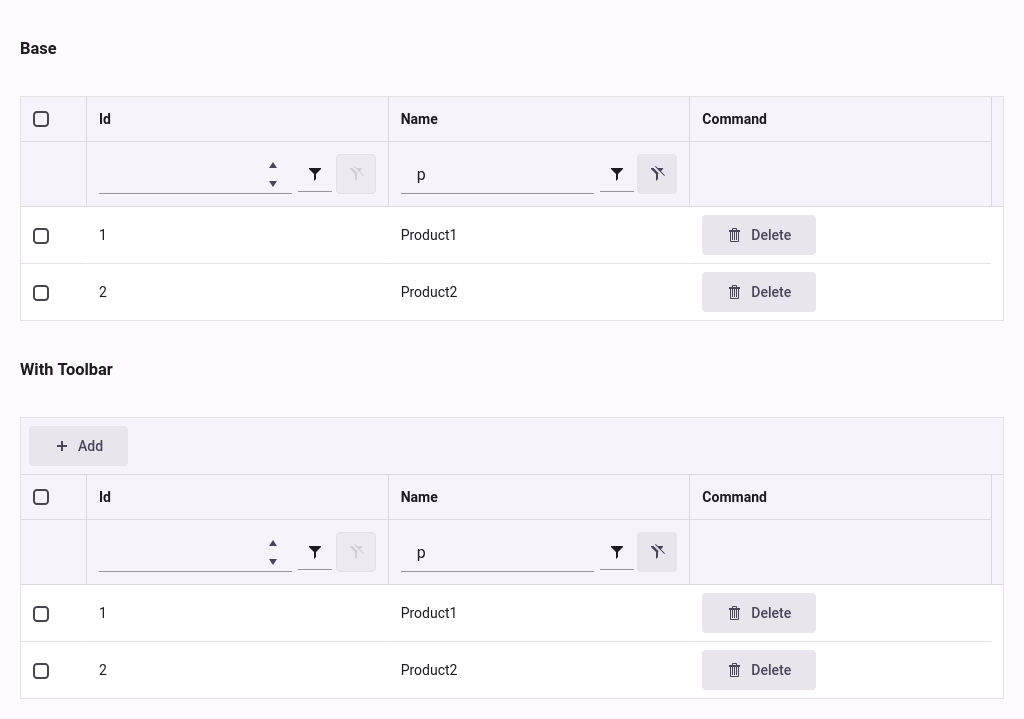 Base
Id Name Command
p
1 Product1 Delete
2 Product2 Delete
With Toolbar
Add
Id Name Command
p
1 Product1 Delete
2 Product2 Delete